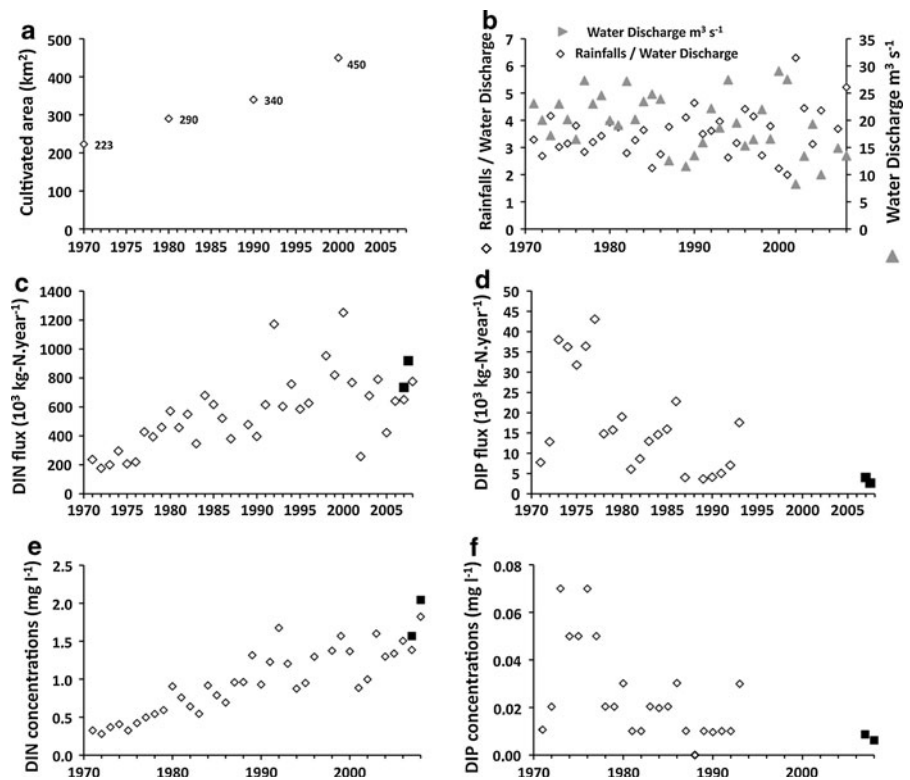 a
Cultivated area (km²)
500
400
300
200
100
0
223
290
340
450
1970 1975 1980 1985 1990 1995 2000 2005
b
Water Discharge m³ s⁻¹
Rainfalls / Water Discharge
Rainfalls / Water Discharge
7
6
5
4
3
2
1
0
35
30
25
20
15
10
5
0
Water Discharge m³ s⁻¹
1970 1980 1990 2000
c
DIN flux (10³ kg-N.year⁻¹)
1400
1200
1000
800
600
400
200
0
1970 1975 1980 1985 1990 1995 2000 2005
d
DIP flux (10³ kg-N.year⁻¹)
50
45
40
35
30
25
20
15
10
5
0
1970 1975 1980 1985 1990 1995 2000 2005
e
DIN concentrations (mg l⁻¹)
2.5
2.0
1.5
1.0
0.5
0.0
1970 1980 1990 2000
f
DIP concentrations (mg l⁻¹)
0.08
0.06
0.04
0.02
0.00
1970 1980 1990 2000